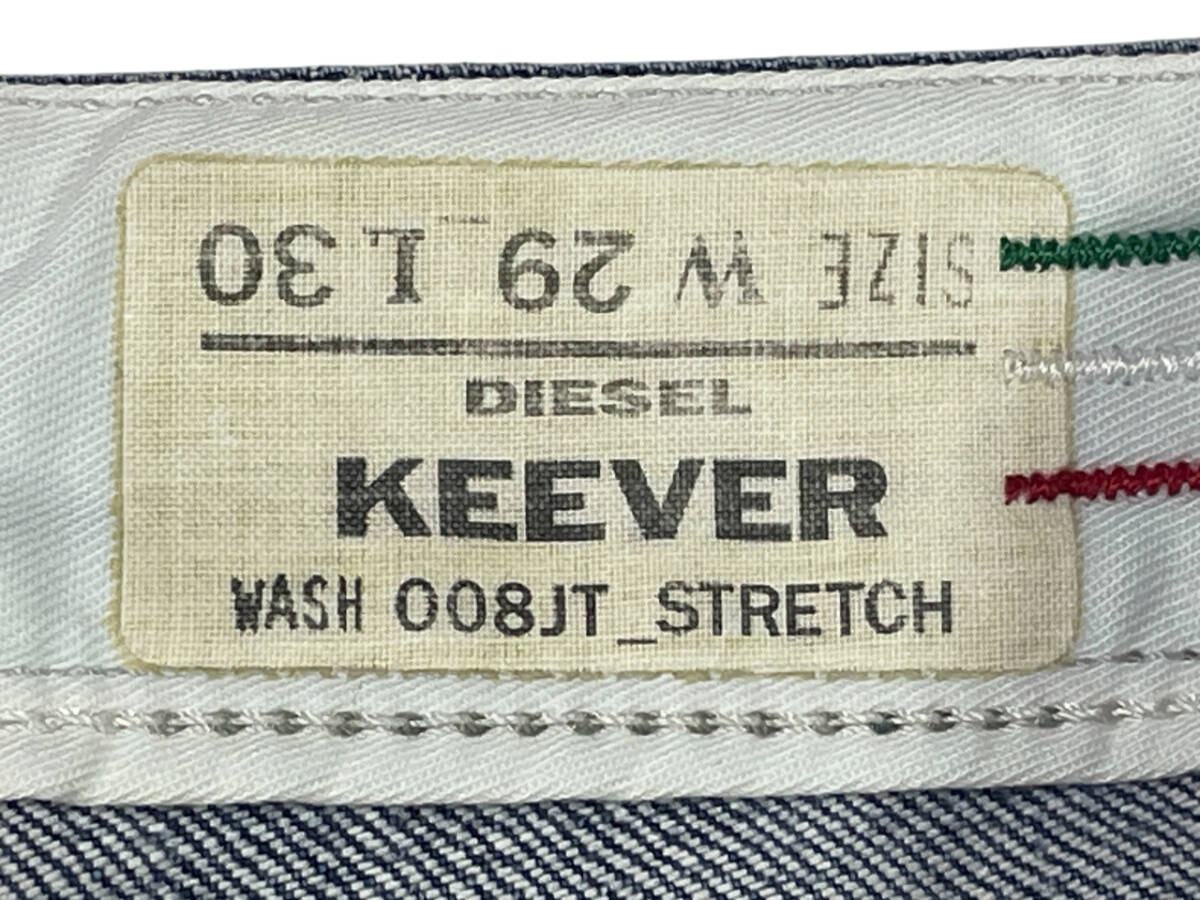 SIZE W 29 L 30
DIESEL
KEEVER
WASH 008JT_STRETCH